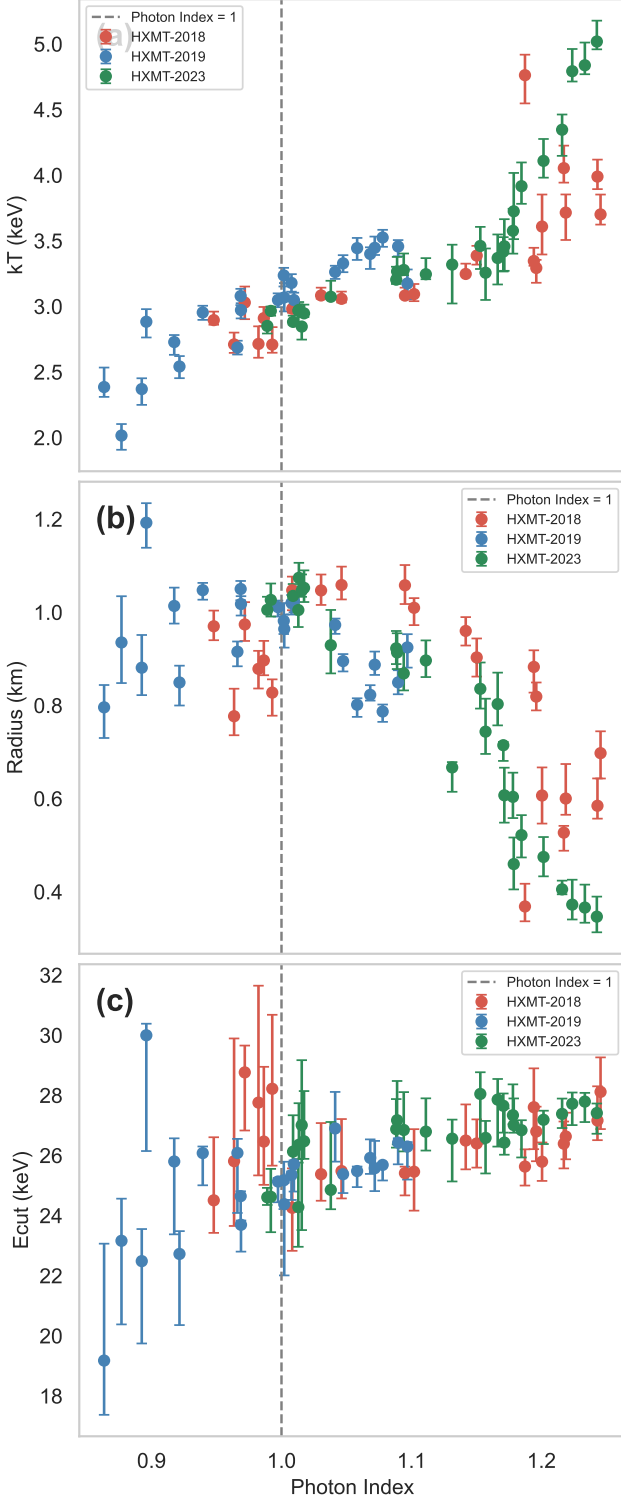 (a)
Photon Index = 1
HXMT-2018
HXMT-2019
HXMT-2023
5.0
4.5
4.0
3.5
3.0
2.5
2.0
kT (keV)
(b)
Photon Index = 1
HXMT-2018
HXMT-2019
HXMT-2023
1.2
1.0
0.8
0.6
0.4
Radius (km)
(c)
Photon Index = 1
HXMT-2018
HXMT-2019
HXMT-2023
32
30
28
26
24
22
20
18
Ecut (keV)
0.9 1.0 1.1 1.2
Photon Index